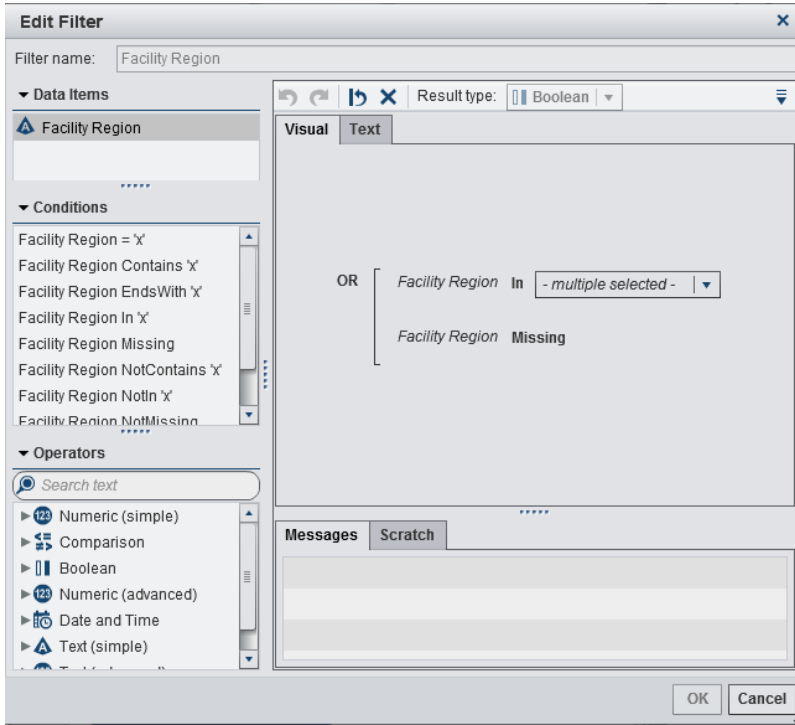 Edit Filter
Filter name: Facility Region
Data Items
Facility Region
Conditions
Facility Region = 'x'
Facility Region Contains 'x'
Facility Region EndsWith 'x'
Facility Region In 'x'
Facility Region Missing
Facility Region NotContains 'x'
Facility Region NotIn 'x'
Facility Region NotMissing
Operators
Search text
Numeric (simple)
Comparison
Boolean
Numeric (advanced)
Date and Time
Text (simple)
Result type: Boolean
Visual Text
OR Facility Region In - multiple selected -
Facility Region Missing
Messages Scratch
OK Cancel